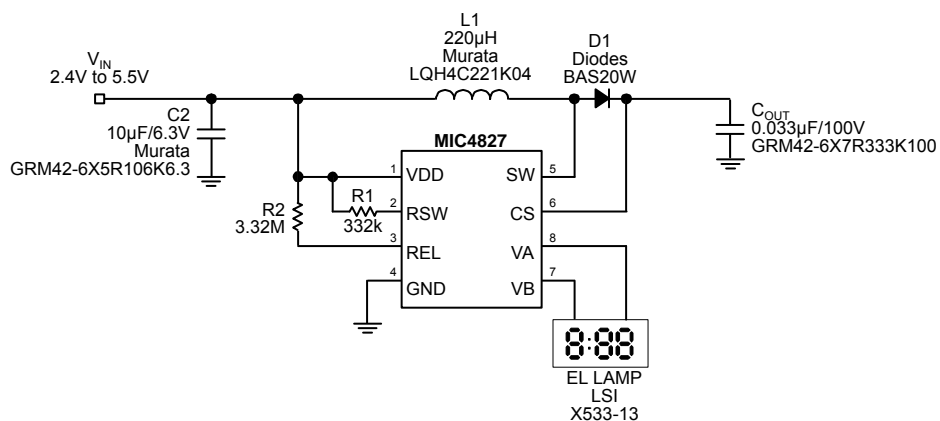 L1
220µH
Murata
LQH4C221K04
D1
Diodes
BAS20W
VIN
2.4V to 5.5V
C2
10µF/6.3V
Murata
GRM42-6X5R106K6.3
COUT
0.033µF/100V
GRM42-6X7R333K100
MIC4827
1
VDD
SW
5
R1
332k
2
RSW
CS
6
R2
3.32M
3
REL
VA
8
4
GND
VB
7
8:88
EL LAMP
LSI
X533-13